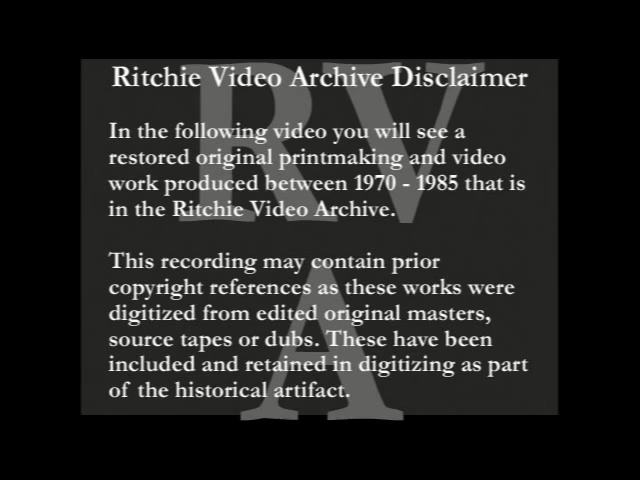 Ritchie Video Archive Disclaimer
In the following video you will see a
restored original printmaking and video
work produced between 1970 - 1985 that is
in the Ritchie Video Archive.
This recording may contain prior
copyright references as these works were
digitized from edited original masters,
source tapes or dubs. These have been
included and retained in digitizing as part
of the historical artifact.
RV
A